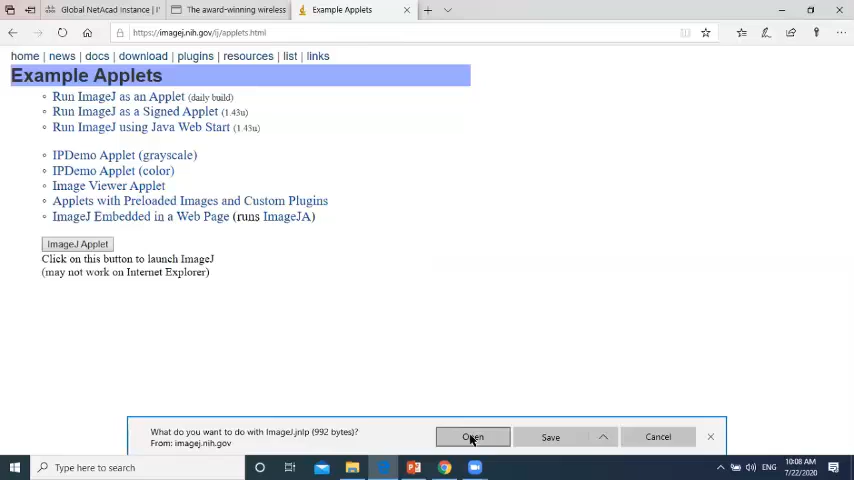 Global NetAcad Instance | I'
The award-winning wireless
Example Applets
https://imagej.nih.gov/ij/applets.html
home | news | docs | download | plugins | resources | list | links
Example Applets
Run ImageJ as an Applet (daily build)
Run ImageJ as a Signed Applet (1.43u)
Run ImageJ using Java Web Start (1.43u)
IPDemo Applet (grayscale)
IPDemo Applet (color)
Image Viewer Applet
Applets with Preloaded Images and Custom Plugins
ImageJ Embedded in a Web Page (runs ImageJA)
ImageJ Applet
Click on this button to launch ImageJ
(may not work on Internet Explorer)
What do you want to do with ImageJ.jnlp (992 bytes)?
From: imagej.nih.gov
Open
Save
Cancel
Type here to search
ENG
10:08 AM
7/22/2020